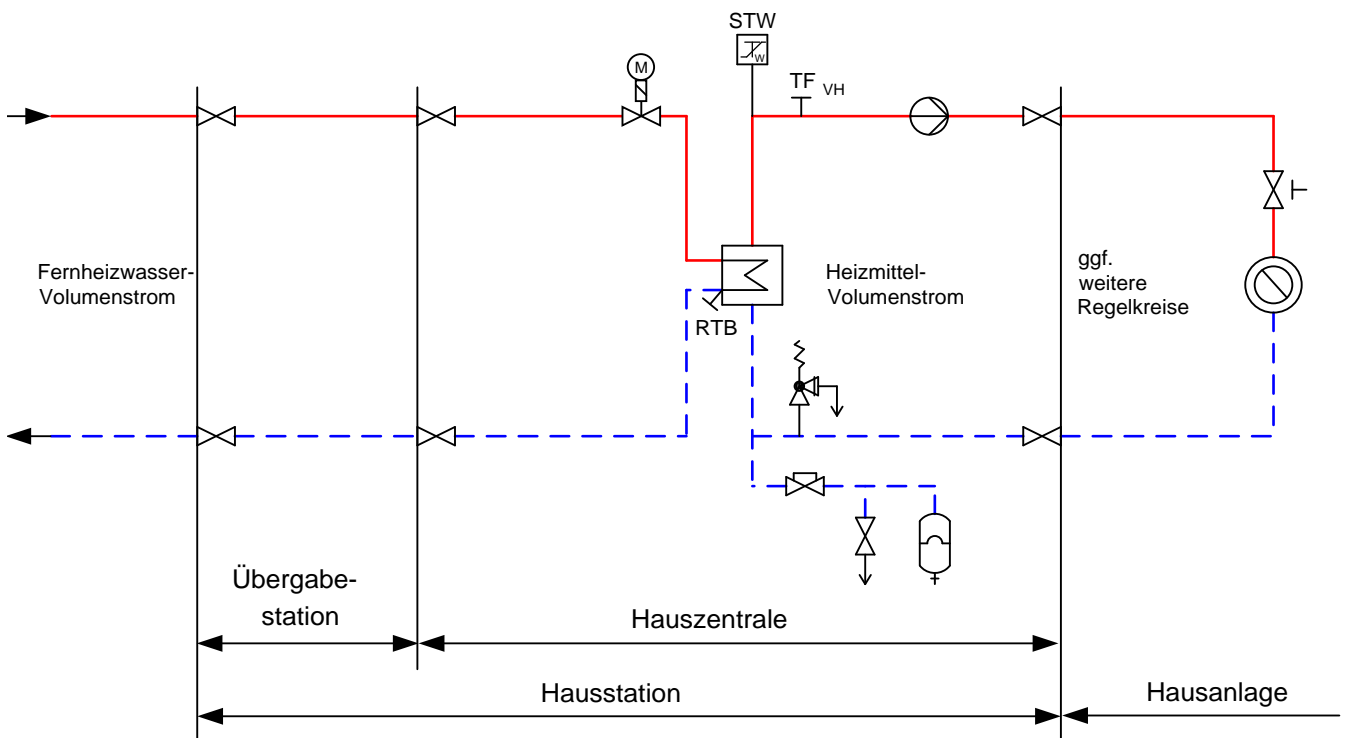 STW
W
M
TF VH
Fernheizwasser-
Volumenstrom
Heizmittel-
Volumenstrom
ggf.
weitere
Regelkreise
RTB
Übergabe-
station
Hauszentrale
Hausstation
Hausanlage